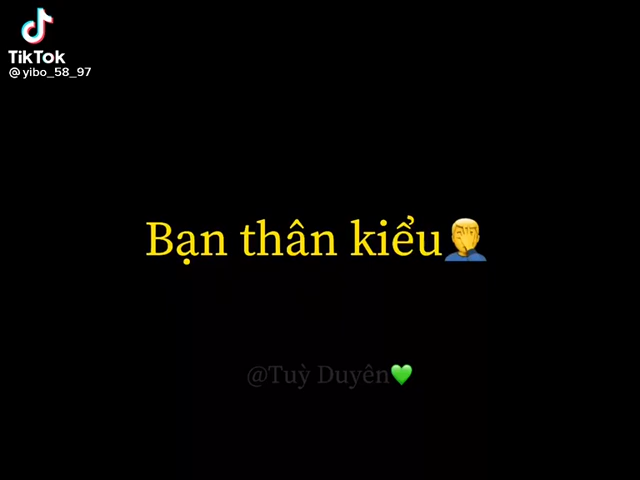 TikTok
@yibo_58_97
Bạn thân kiểu🤦‍♂️
@Tuỳ Duyên💚